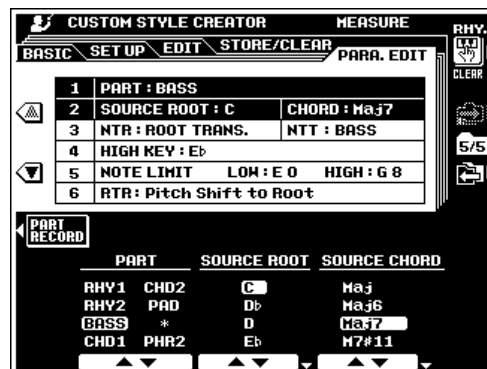 CUSTOM STYLE CREATOR MEASURE RHY.
BASIC SET UP EDIT STORE/CLEAR PARA. EDIT
CLEAR
1 PART : BASS
2 SOURCE ROOT : C CHORD : Maj7
3 NTR : ROOT TRANS. NTT : BASS
4 HIGH KEY : E♭
5 NOTE LIMIT LOW : E 0 HIGH : G 8
6 RTR : Pitch Shift to Root
5/5
PART
RECORD
PART SOURCE ROOT SOURCE CHORD
RHY1 CHD2 C Maj
RHY2 PAD D♭ Maj6
BASS * D Maj7
CHD1 PHR2 E♭ M7#11